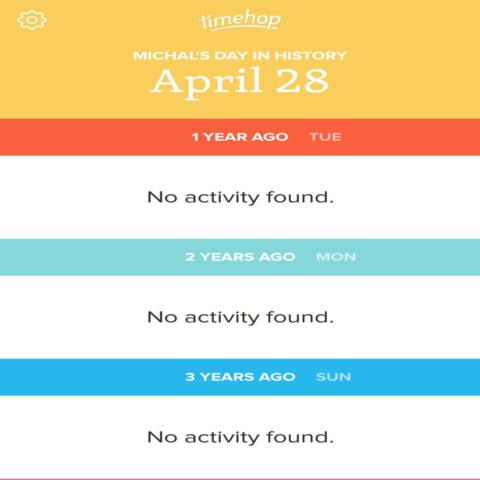 timehop
MICHAL'S DAY IN HISTORY
April 28
1 YEAR AGO TUE
No activity found.
2 YEARS AGO MON
No activity found.
3 YEARS AGO SUN
No activity found.